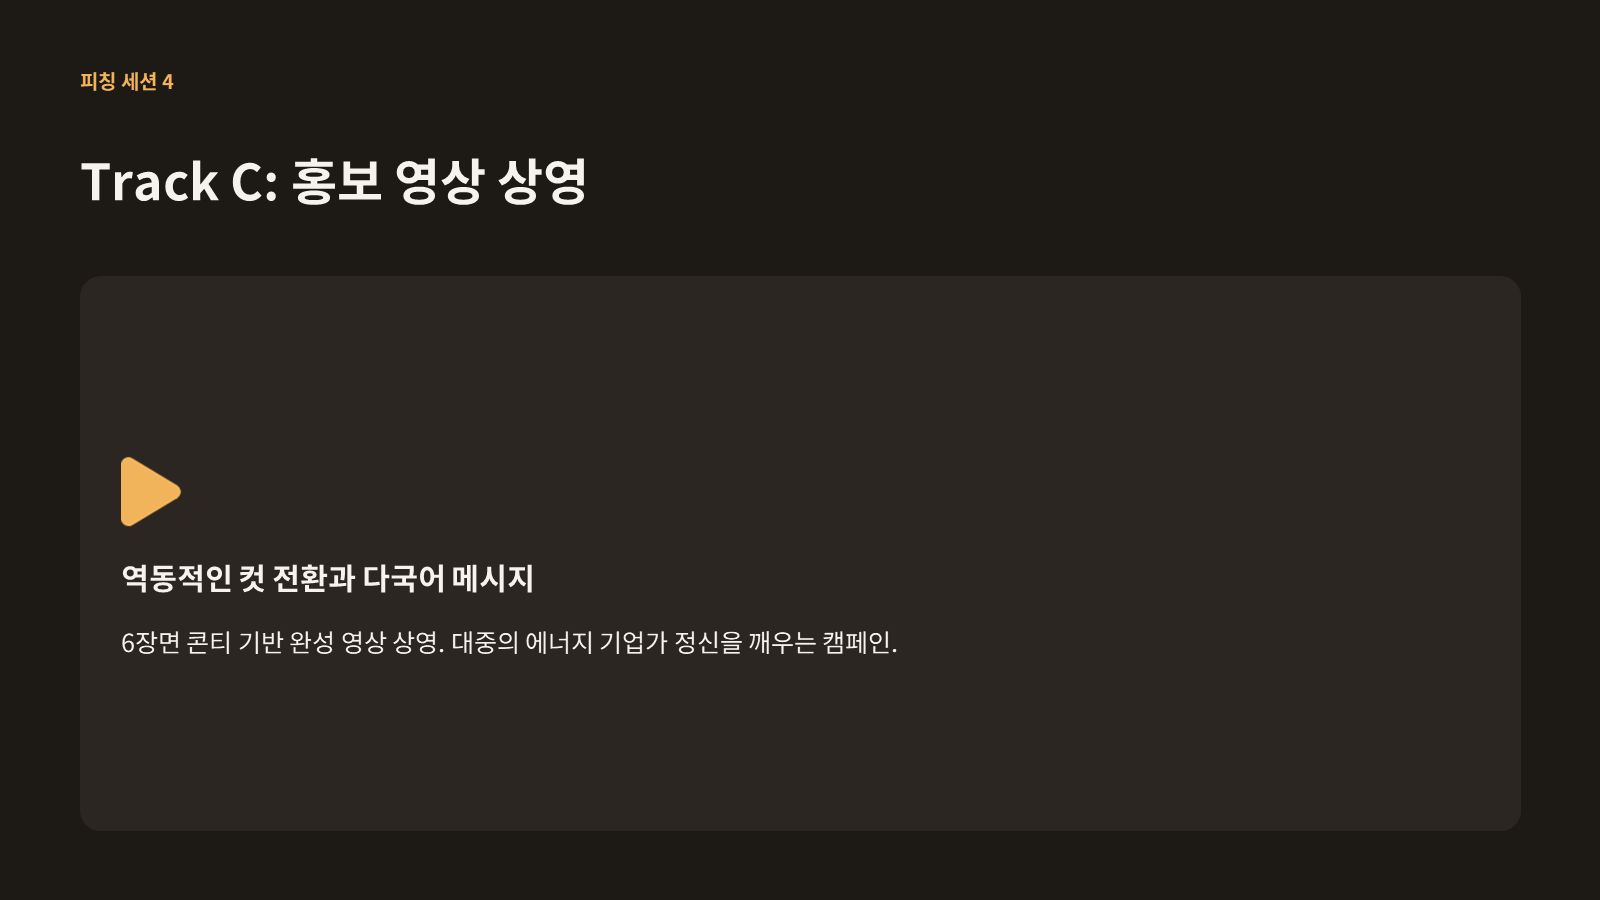 피칭 세션 4
Track C: 홍보 영상 상영
역동적인 컷 전환과 다국어 메시지
6장면 콘티 기반 완성 영상 상영. 대중의 에너지 기업가 정신을 깨우는 캠페인.